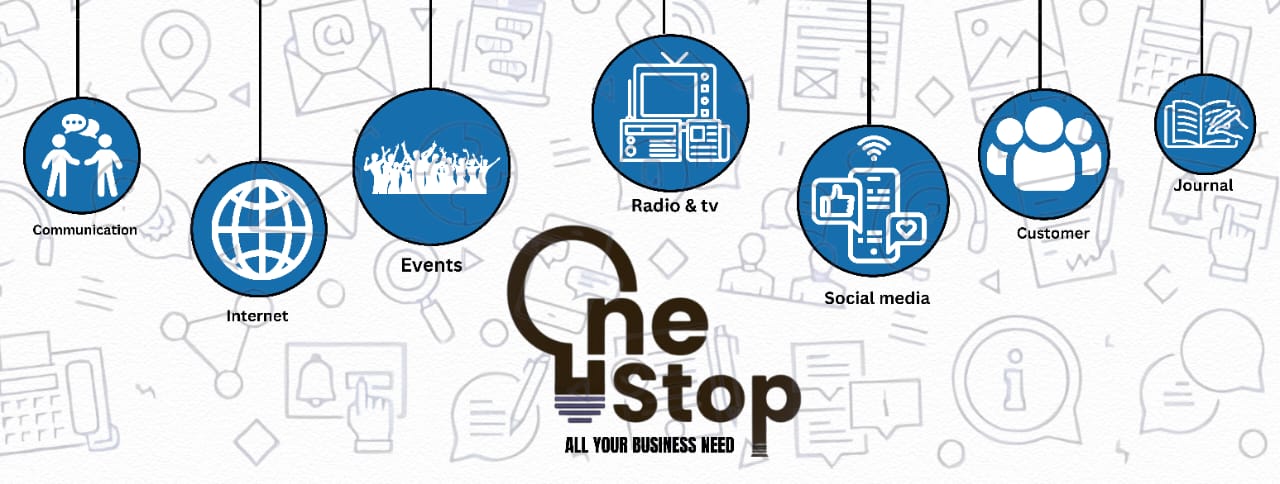 Communication
Internet
Events
Radio & tv
Social media
Customer
Journal
One
Stop
ALL YOUR BUSINESS NEED